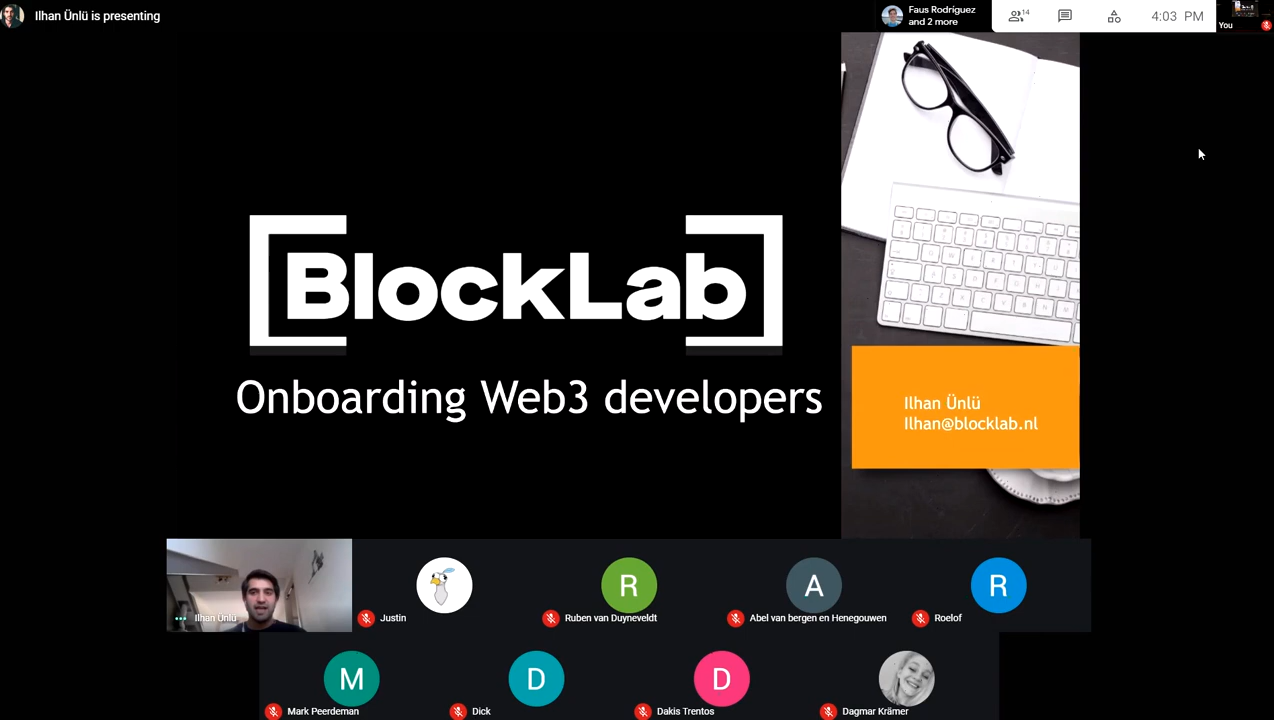 Ilhan Ünlü is presenting
Faus Rodríguez
and 2 more
14
4:03 PM
You
BlockLab
Onboarding Web3 developers
Ilhan Ünlü
Ilhan@blocklab.nl
Ilhan Ünlü
Justin
R
Ruben van Duyneveldt
A
Abel van bergen en Henegouwen
R
Roelof
M
Mark Peerdeman
D
Dick
D
Dakis Trentos
Dagmar Krämer